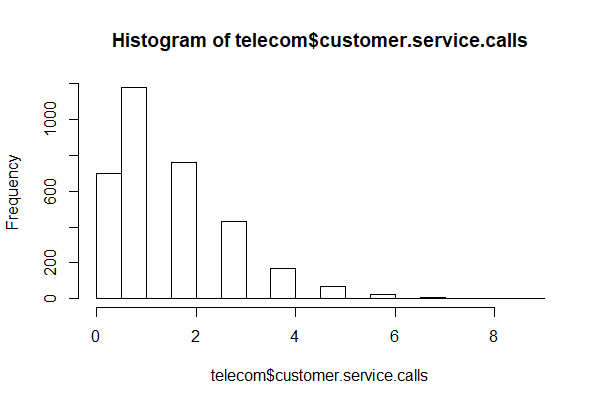 Histogram of telecom$customer.service.calls
Frequency
1000
600
200
0
0 2 4 6 8
telecom$customer.service.calls